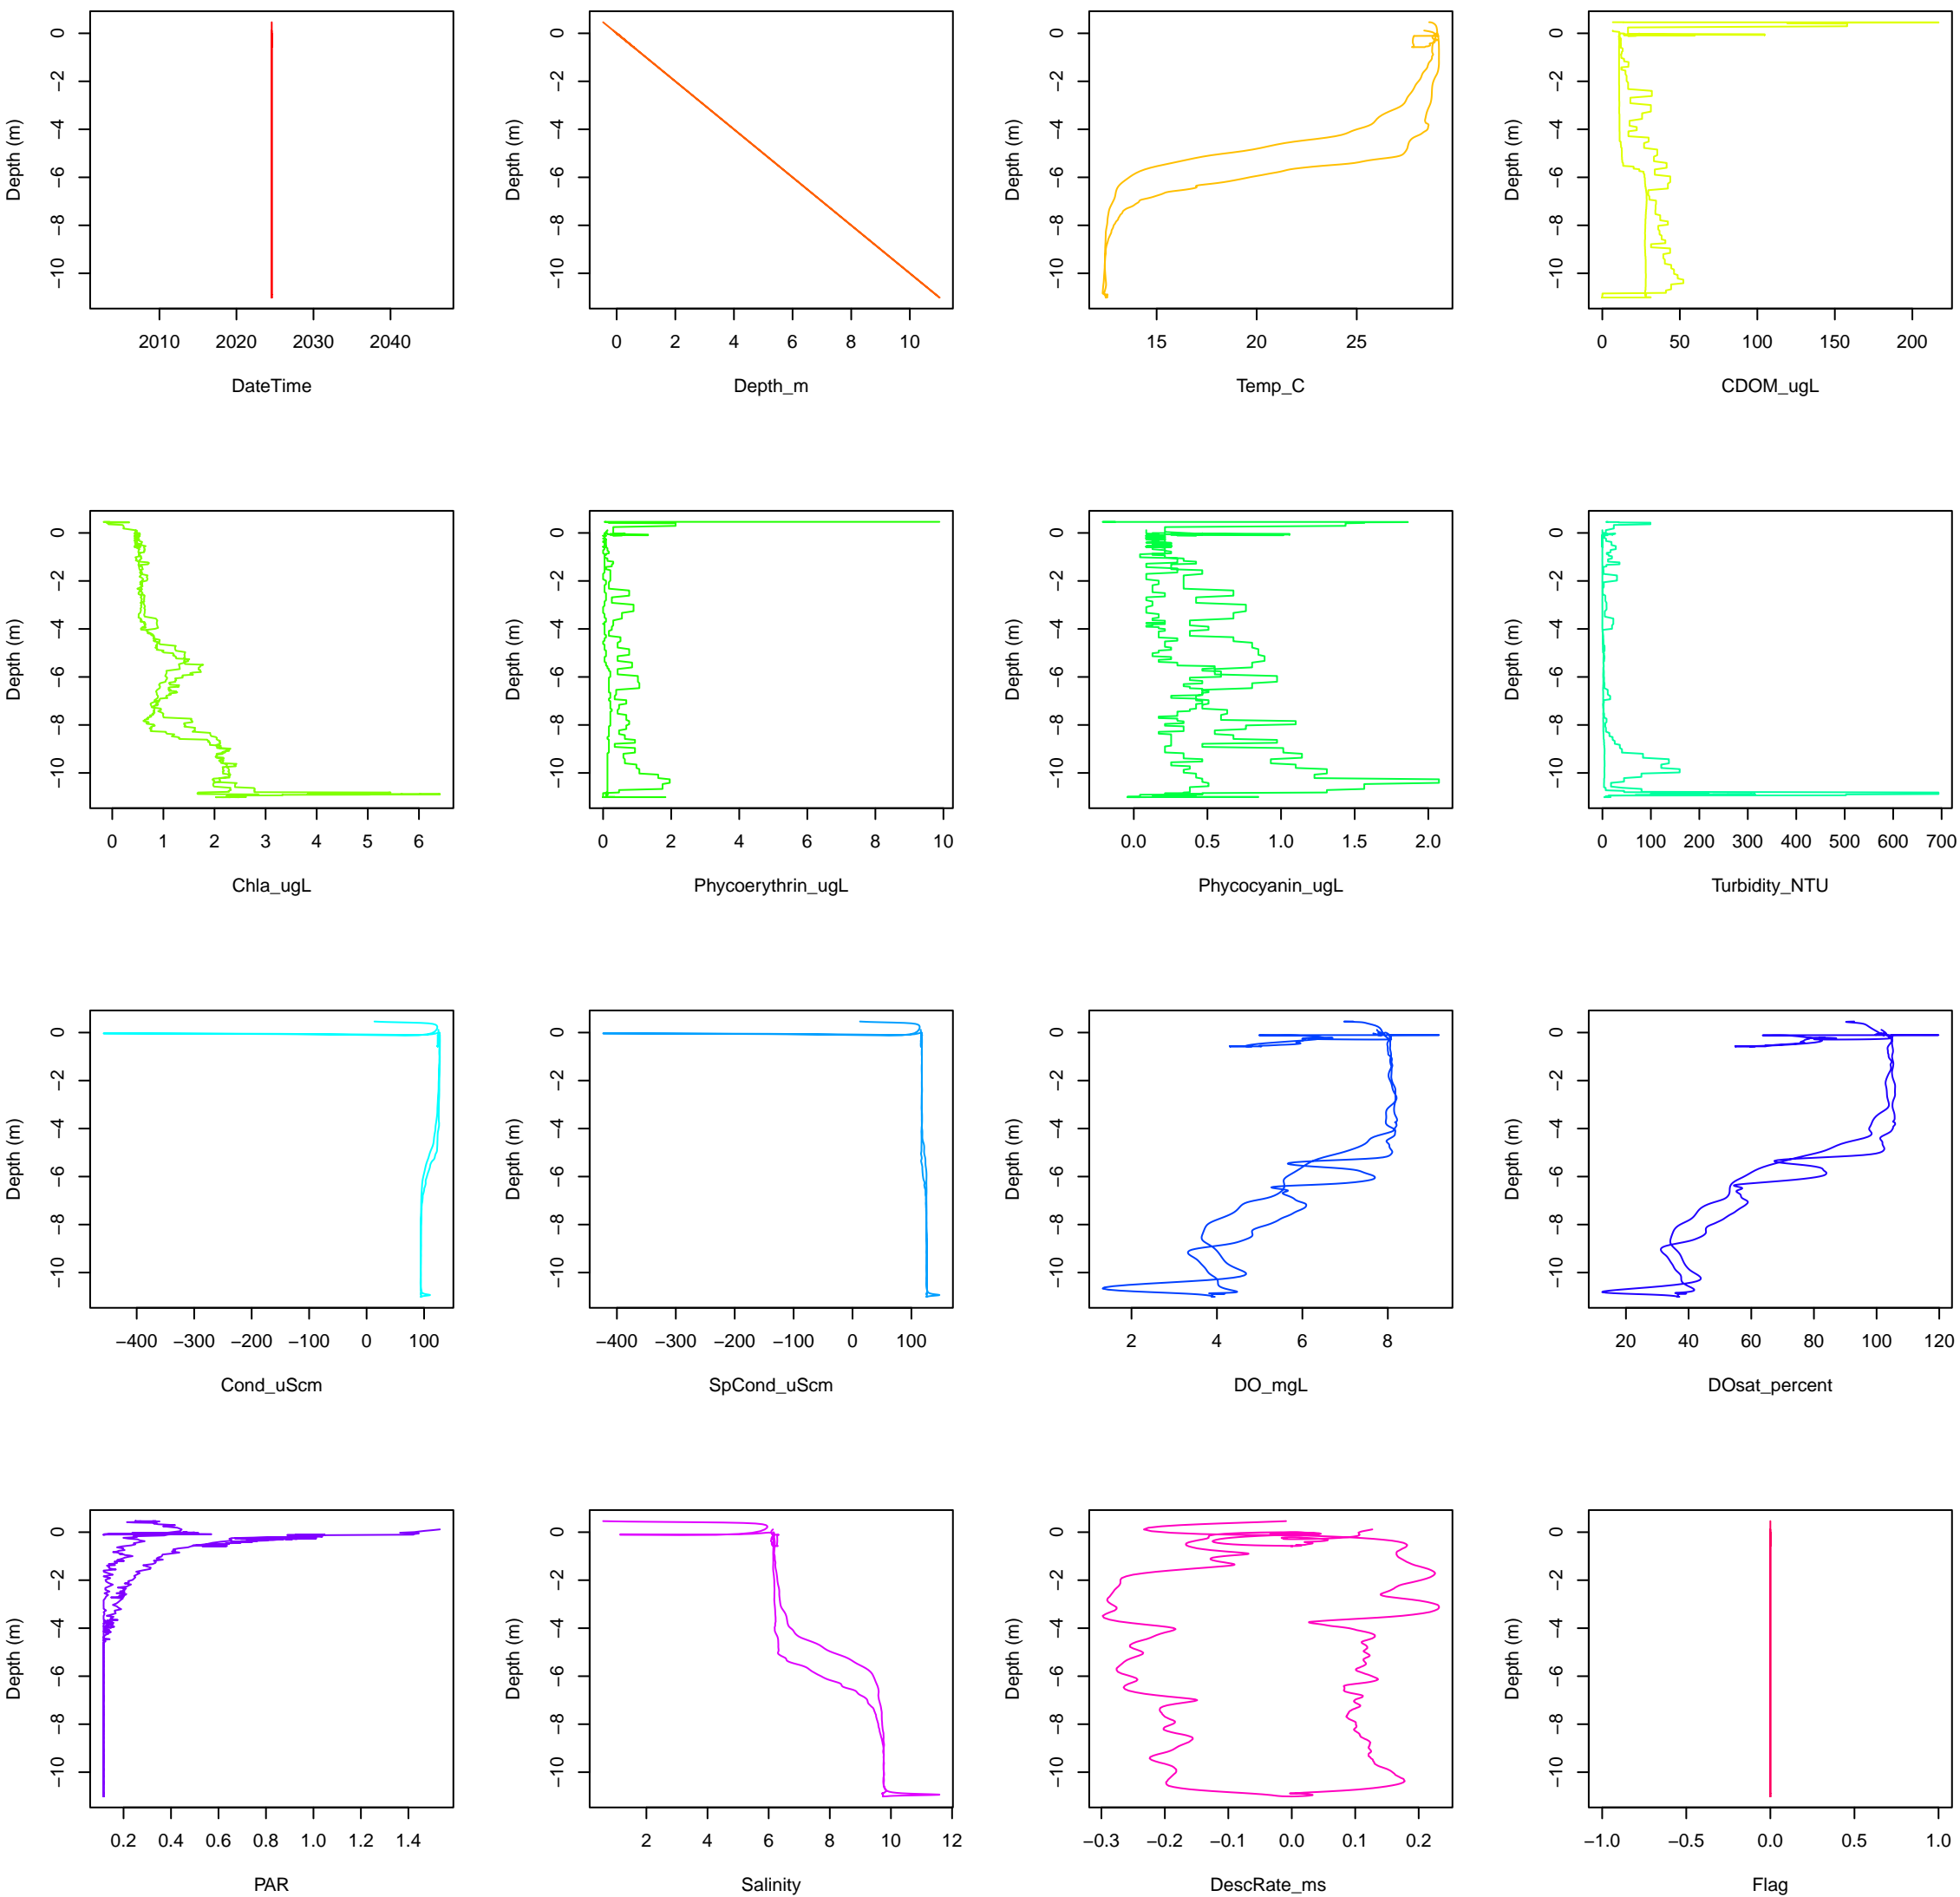 Depth (m)
−10 −8 −6 −4 −2 0
2010 2020 2030 2040
DateTime
Depth (m)
−10 −8 −6 −4 −2 0
0 2 4 6 8 10
Depth_m
Depth (m)
−10 −8 −6 −4 −2 0
15 20 25
Temp_C
Depth (m)
−10 −8 −6 −4 −2 0
0 50 100 150 200
CDOM_ugL
Depth (m)
−10 −8 −6 −4 −2 0
0 1 2 3 4 5 6
Chla_ugL
Depth (m)
−10 −8 −6 −4 −2 0
0 2 4 6 8 10
Phycoerythrin_ugL
Depth (m)
−10 −8 −6 −4 −2 0
0.0 0.5 1.0 1.5 2.0
Phycocyanin_ugL
Depth (m)
−10 −8 −6 −4 −2 0
0 100 200 300 400 500 600 700
Turbidity_NTU
Depth (m)
−10 −8 −6 −4 −2 0
−400 −300 −200 −100 0 100
Cond_uScm
Depth (m)
−10 −8 −6 −4 −2 0
−400 −300 −200 −100 0 100
SpCond_uScm
Depth (m)
−10 −8 −6 −4 −2 0
2 4 6 8
DO_mgL
Depth (m)
−10 −8 −6 −4 −2 0
20 40 60 80 100 120
DOsat_percent
Depth (m)
−10 −8 −6 −4 −2 0
0.2 0.4 0.6 0.8 1.0 1.2 1.4
PAR
Depth (m)
−10 −8 −6 −4 −2 0
2 4 6 8 10 12
Salinity
Depth (m)
−10 −8 −6 −4 −2 0
−0.3 −0.2 −0.1 0.0 0.1 0.2
DescRate_ms
Depth (m)
−10 −8 −6 −4 −2 0
−1.0 −0.5 0.0 0.5 1.0
Flag